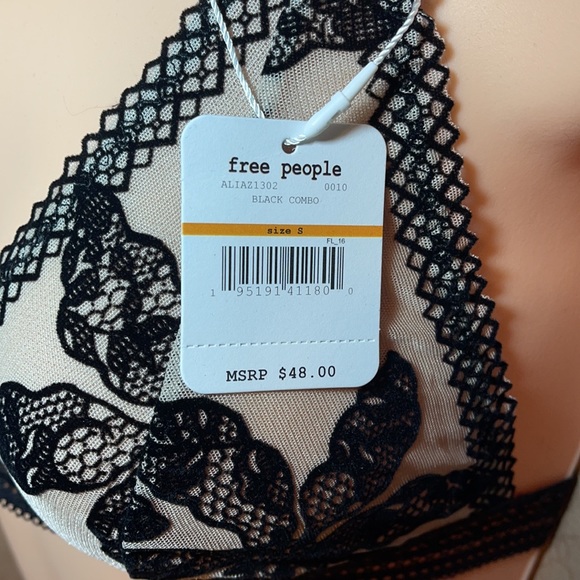 free people
ALIAZ1302 0010
BLACK COMBO
size S
FL_16
1 95191 41180 0
MSRP $48.00